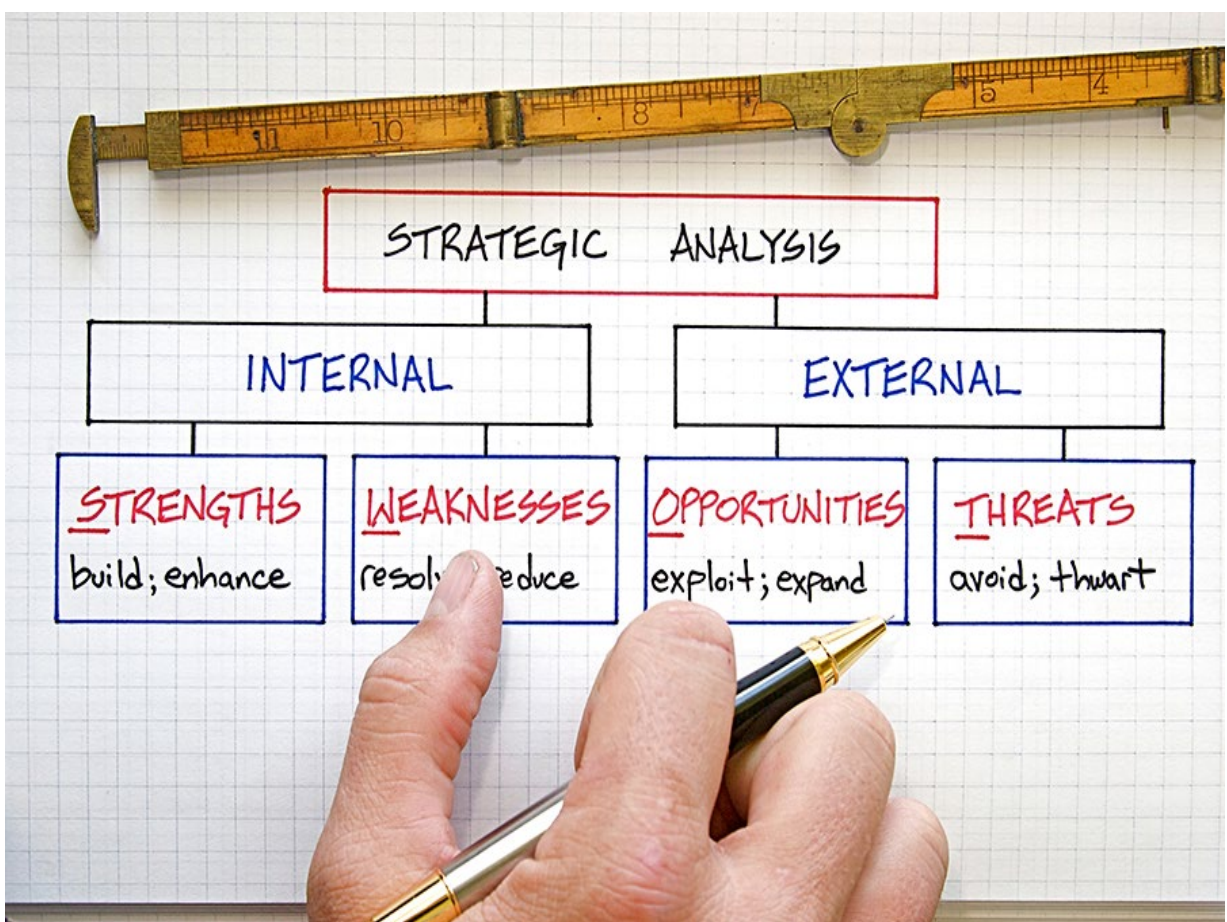 11 10 8 7 5 4
STRATEGIC ANALYSIS
INTERNAL EXTERNAL
STRENGTHS WEAKNESSES OPPORTUNITIES THREATS
build; enhance reduce exploit; expand avoid; thwart